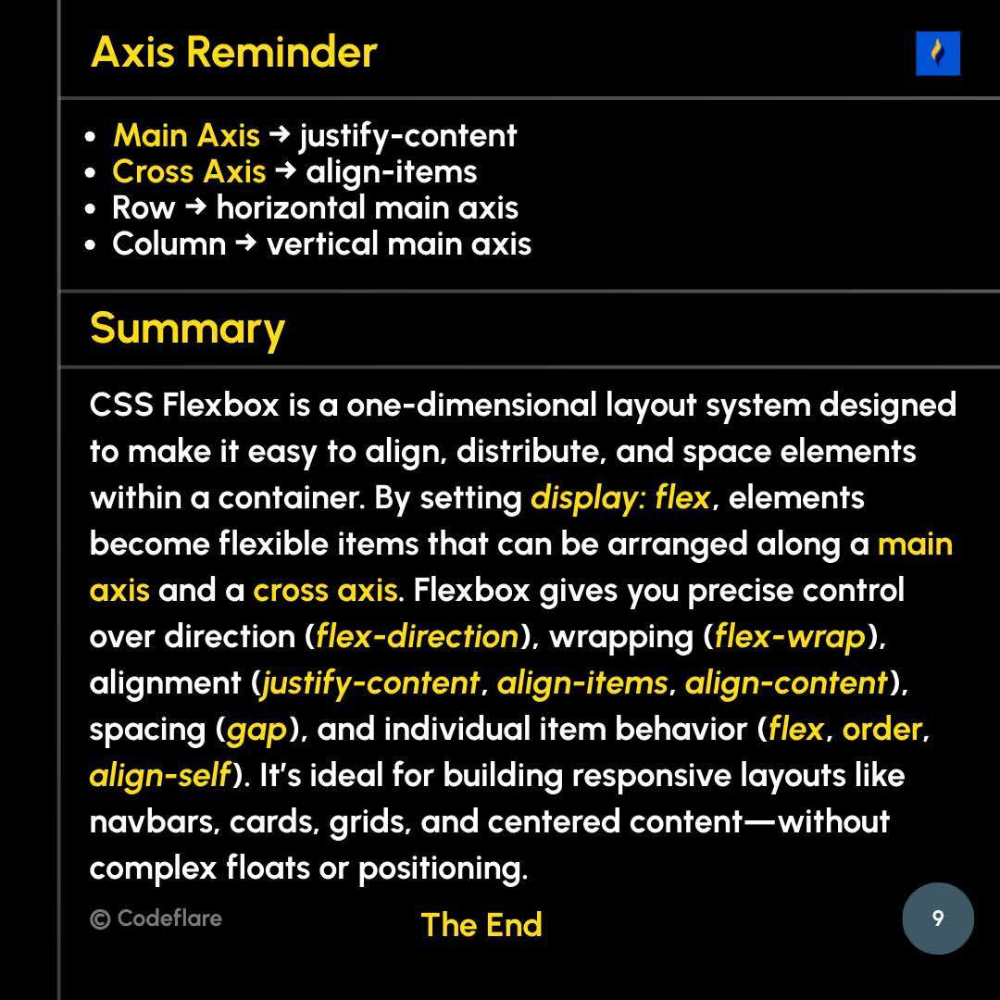 Axis Reminder
• Main Axis → justify-content
• Cross Axis → align-items
• Row → horizontal main axis
• Column → vertical main axis
Summary
CSS Flexbox is a one-dimensional layout system designed
to make it easy to align, distribute, and space elements
within a container. By setting display: flex, elements
become flexible items that can be arranged along a main
axis and a cross axis. Flexbox gives you precise control
over direction (flex-direction), wrapping (flex-wrap),
alignment (justify-content, align-items, align-content),
spacing (gap), and individual item behavior (flex, order,
align-self). It’s ideal for building responsive layouts like
navbars, cards, grids, and centered content—without
complex floats or positioning.
© Codeflare
The End
9